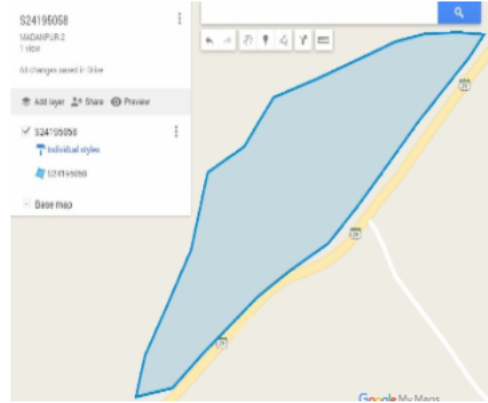 S24195058
MADANPUR-2
1 view
All changes saved in Drive
Add layer Share Preview
S24195058
Individual styles
S24195058
Base map
Google My Maps